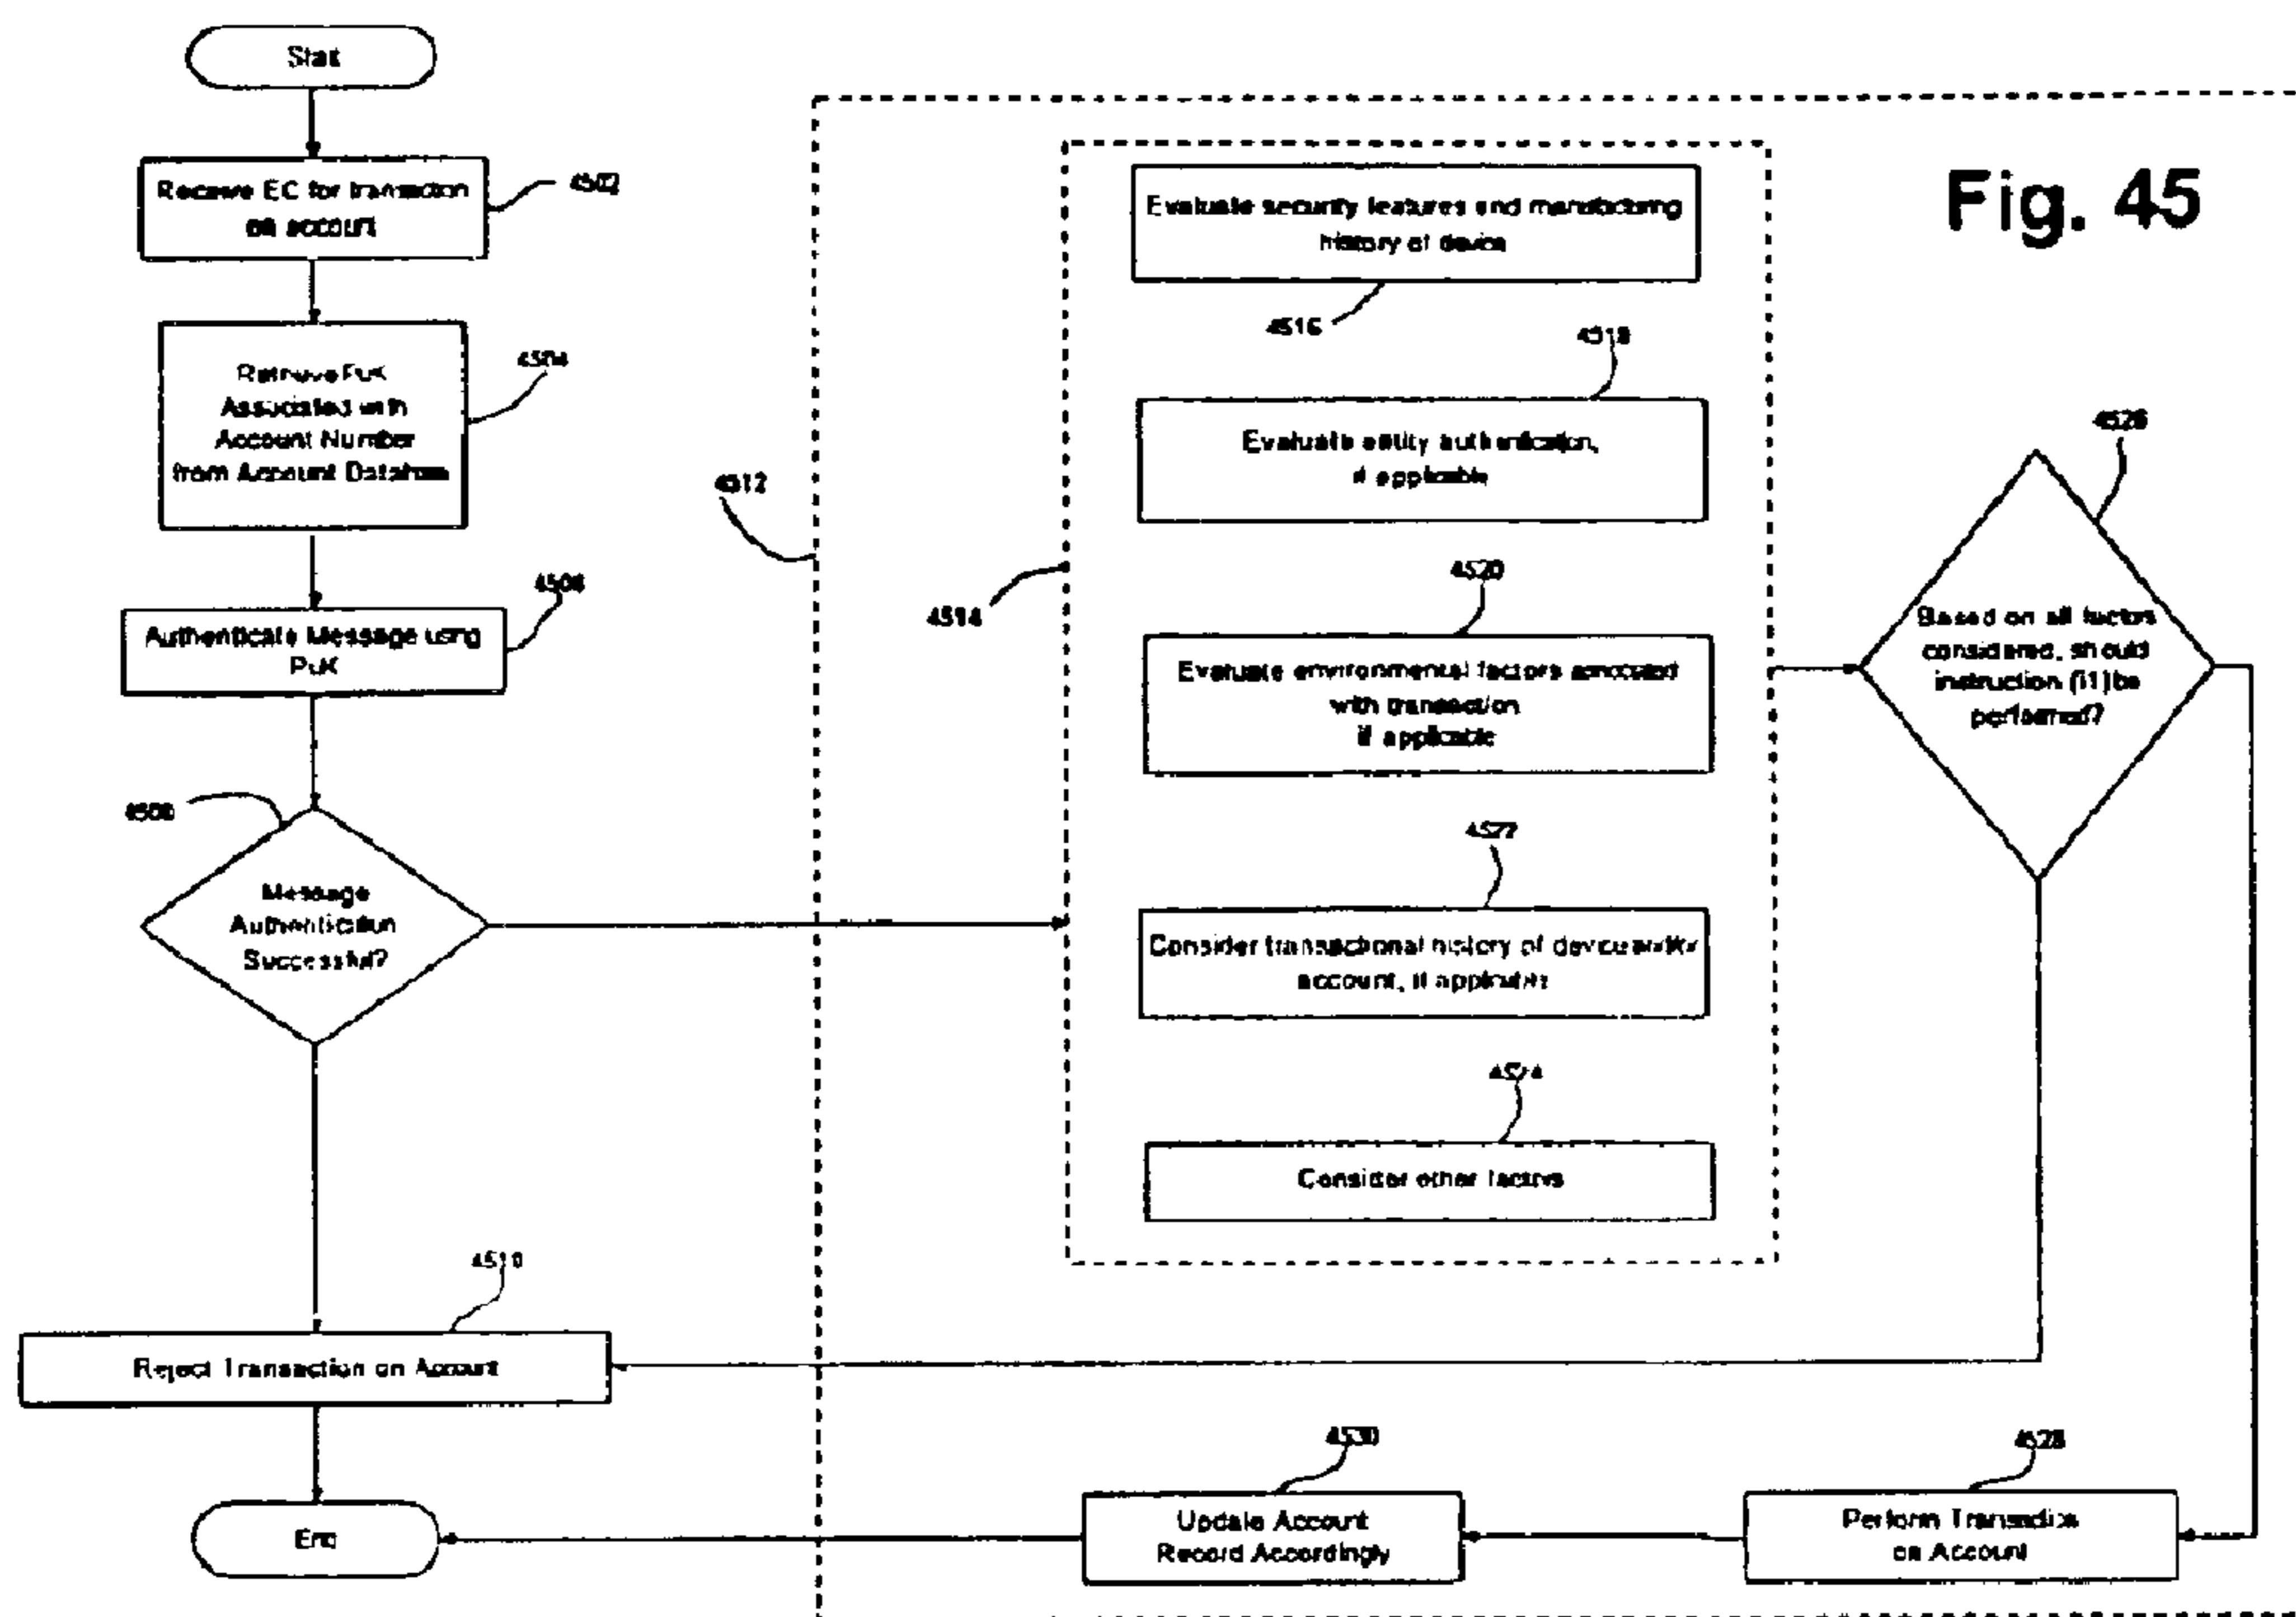 Start
Receive EC for transaction
on account
4502
Retrieve PuK
Associated with
Account Number
from Account Database
4504
Authenticate Message using
PuK
Message
Authentication
Successful?
4510
Reject Transaction on Account
End
4512
4514
Evaluate security features and manufacturing
history of device
4516
4518
Evaluate entity authentication,
if applicable
4520
Evaluate environmental factors associated
with transaction
if applicable
4522
Consider transactional history of device and/or
account, if applicable
4524
Consider other factors
Fig. 45
4526
Based on all factors
considered, should
instruction (i1) be
performed?
4528
Perform Transaction
on Account
4530
Update Account
Record Accordingly